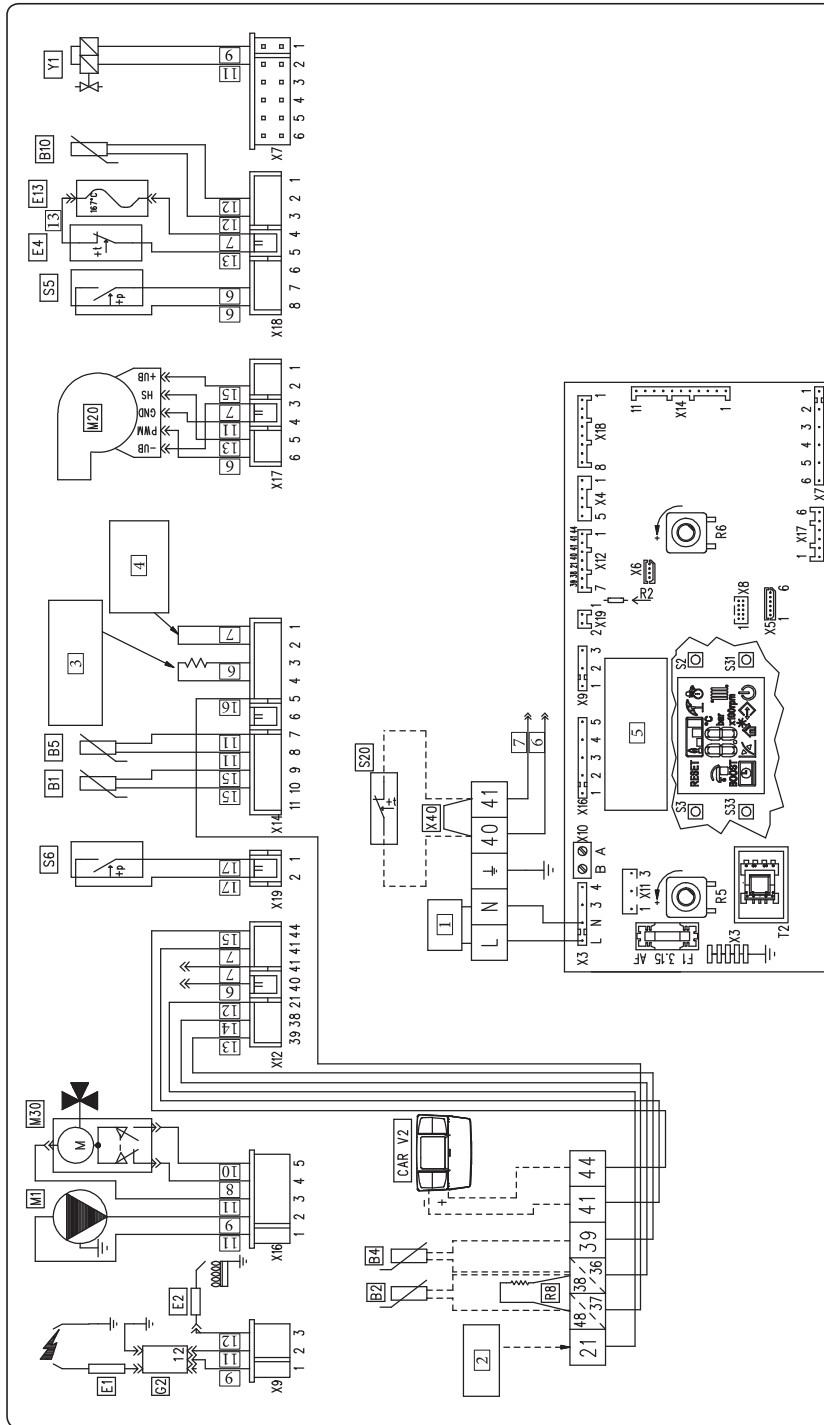 Y1
9
11
1 2 3 4 5 6
X7
B10
E13
167°C
13
E4
+t
S5
+p
12
12
7
13
6
6
1 2 3 4 5 6 7 8
X18
M20
+UB
HS
GND
PWM
-UB
15
7
11
13
6
1 2 3 4 5 6
X17
4
3
7
6
16
11
11
15
15
1 2 3 4 5 6 7 8 9 10 11
X14
B5
B1
S6
+p
17
17
2 1
X19
15
7
7
6
12
14
13
39 38 21 40 41 41 44
X12
M30
M
M1
10
8
11
9
11
1 2 3 4 5
X16
E2
E1
G2
12
12
11
9
1 2 3
X9
S20
+t
X40
7
6
1
L N 40 41
CAR V2
- +
B4
B2
R8
2
21 48 37 38 36 39 41 44
11
X14
1
8 X18 1
5 X4 1
39 38 21 40 41 41 44
7 X12 1
X6
R2
2 X19 1
R6
+
1 2 3
X9
1 2 3 4 5
X16
X10
B A
L N 3 4
X3
1 X11 3
F1 3.15 AF
R5
+
X3
T2
5
S3
S33
S2
S31
RESET
°C
bar
x100rpm
BOOST
1 X8
X5
1 6
1 X17 6
6 5 4 3 2 1
X7